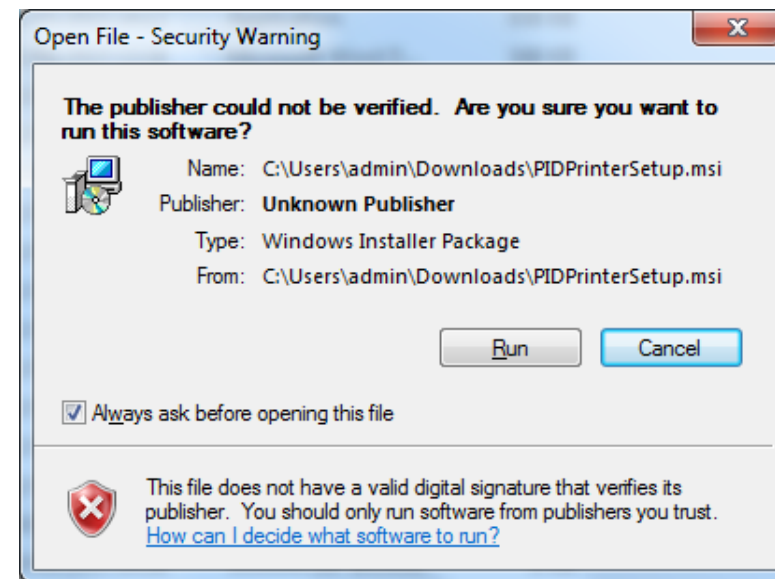 Open File - Security Warning
The publisher could not be verified.  Are you sure you want to
run this software?
Name: C:\Users\admin\Downloads\PIDPrinterSetup.msi
Publisher: Unknown Publisher
Type: Windows Installer Package
From: C:\Users\admin\Downloads\PIDPrinterSetup.msi
Run Cancel
Always ask before opening this file
This file does not have a valid digital signature that verifies its
publisher.  You should only run software from publishers you trust.
How can I decide what software to run?